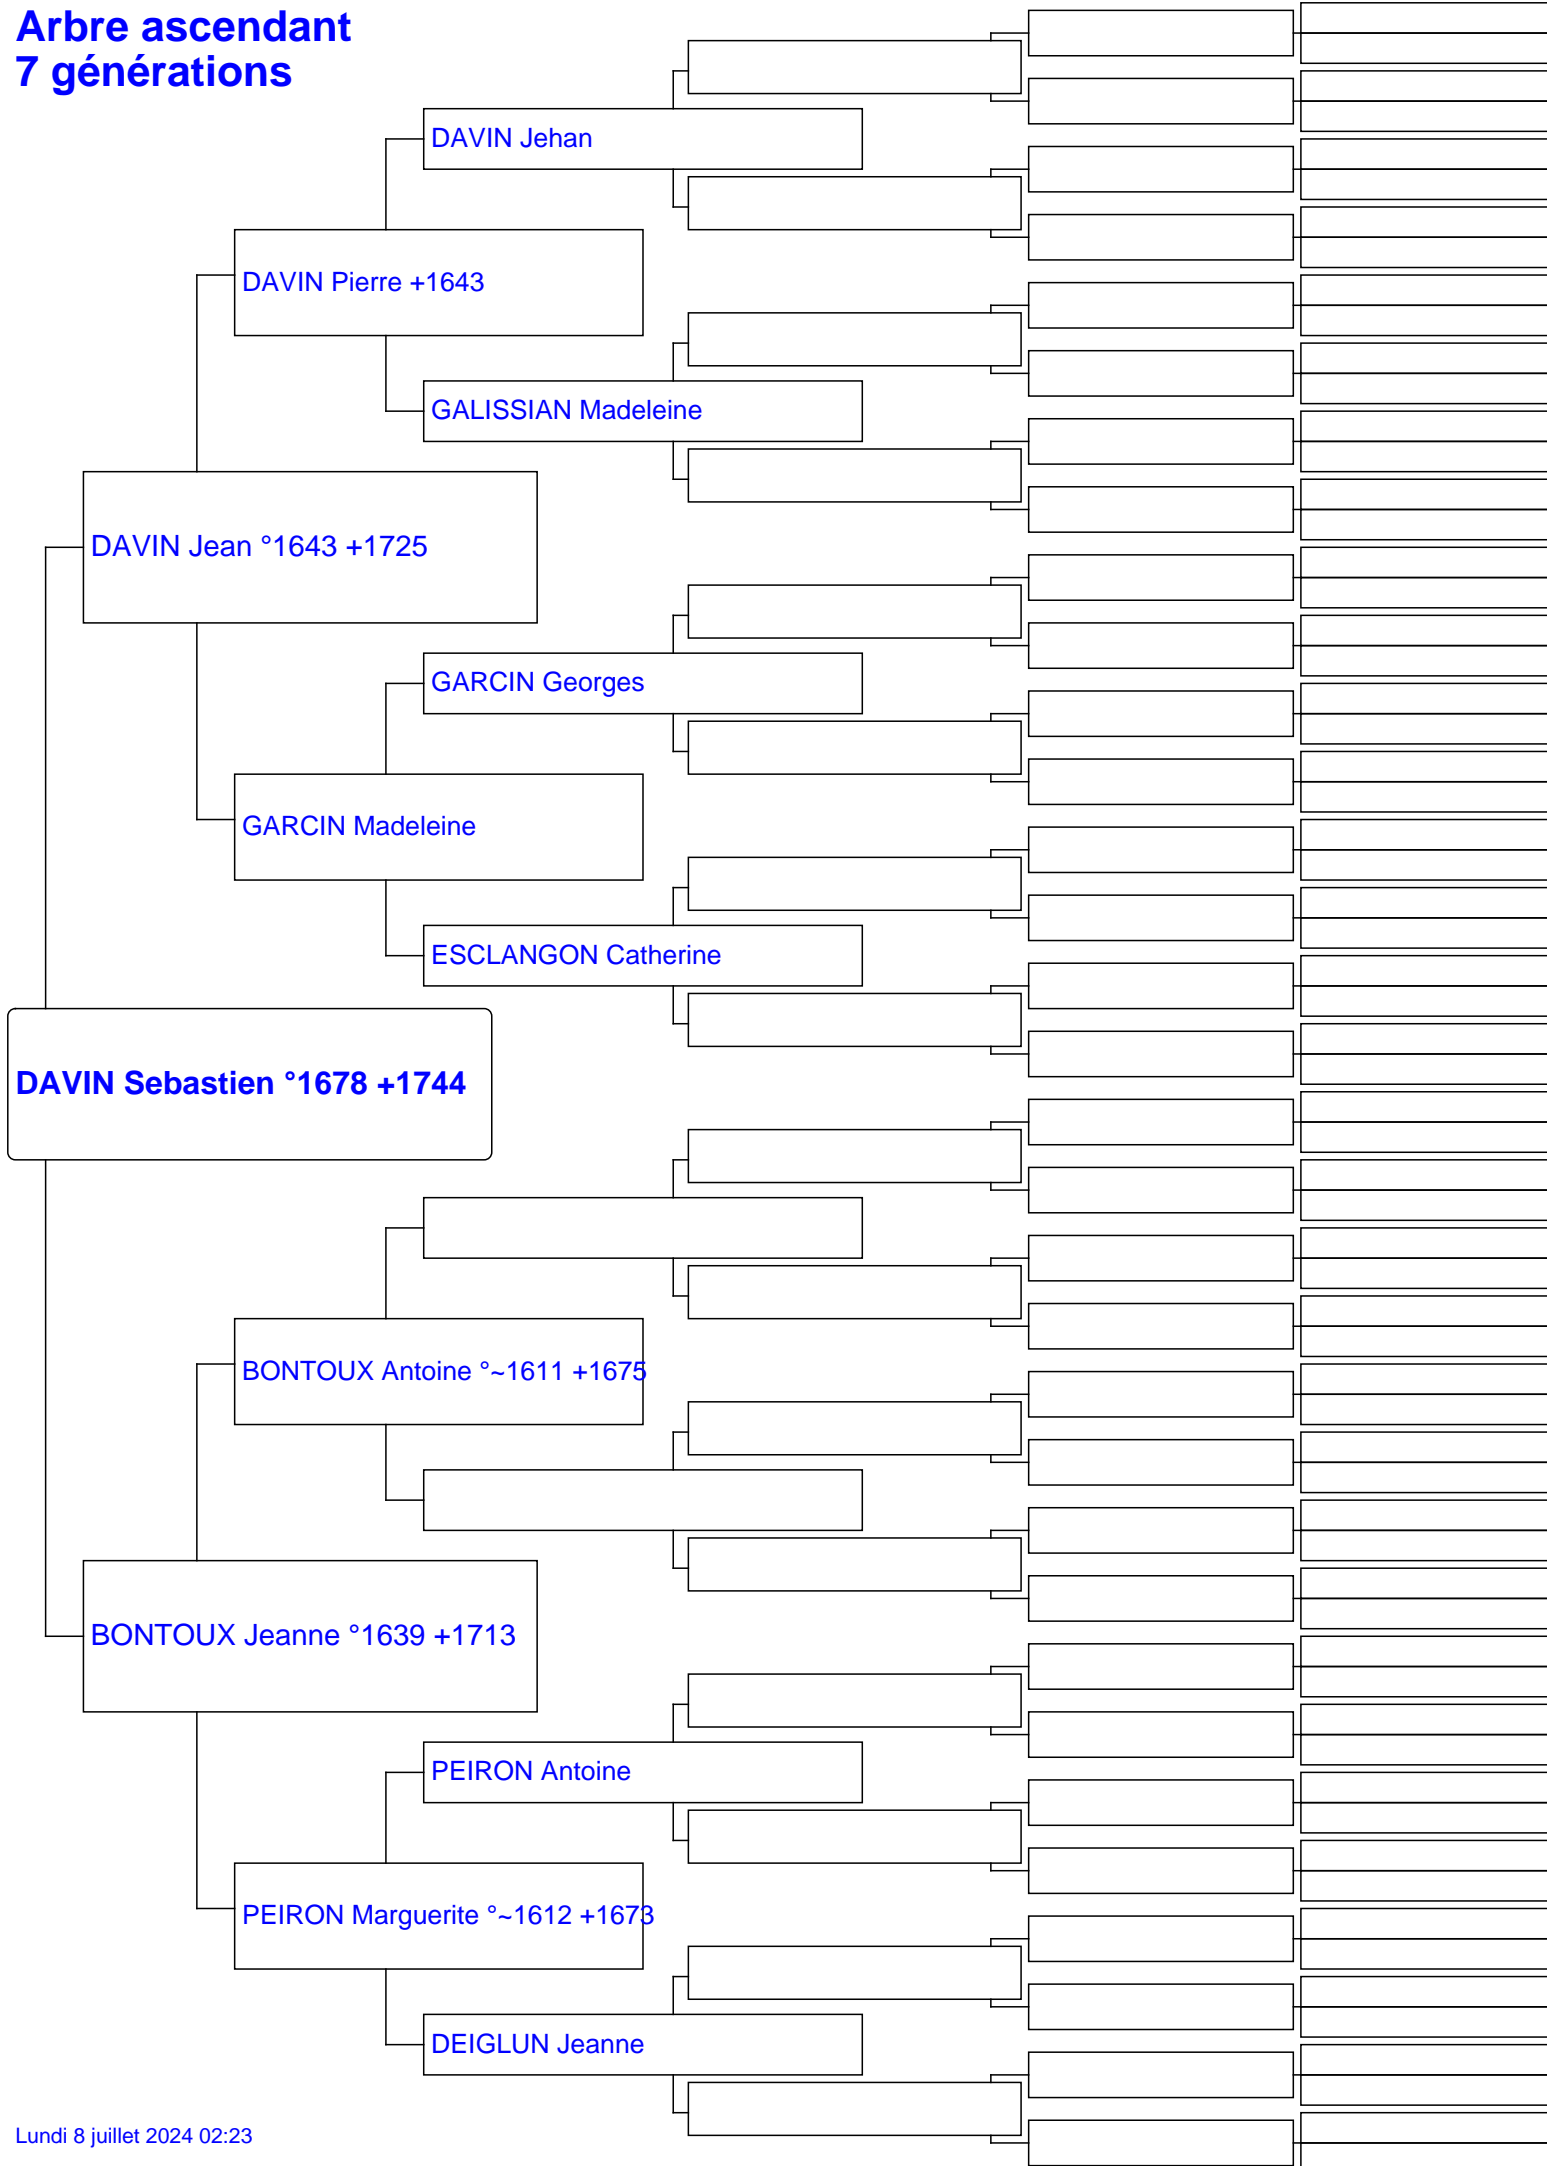 Arbre ascendant
7 générations
DAVIN Jehan
DAVIN Pierre +1643
GALISSIAN Madeleine
DAVIN Jean °1643 +1725
GARCIN Georges
GARCIN Madeleine
ESCLANGON Catherine
DAVIN Sebastien °1678 +1744
BONTOUX Antoine °~1611 +1675
BONTOUX Jeanne °1639 +1713
PEIRON Antoine
PEIRON Marguerite °~1612 +1673
DEIGLUN Jeanne
Lundi 8 juillet 2024 02:23